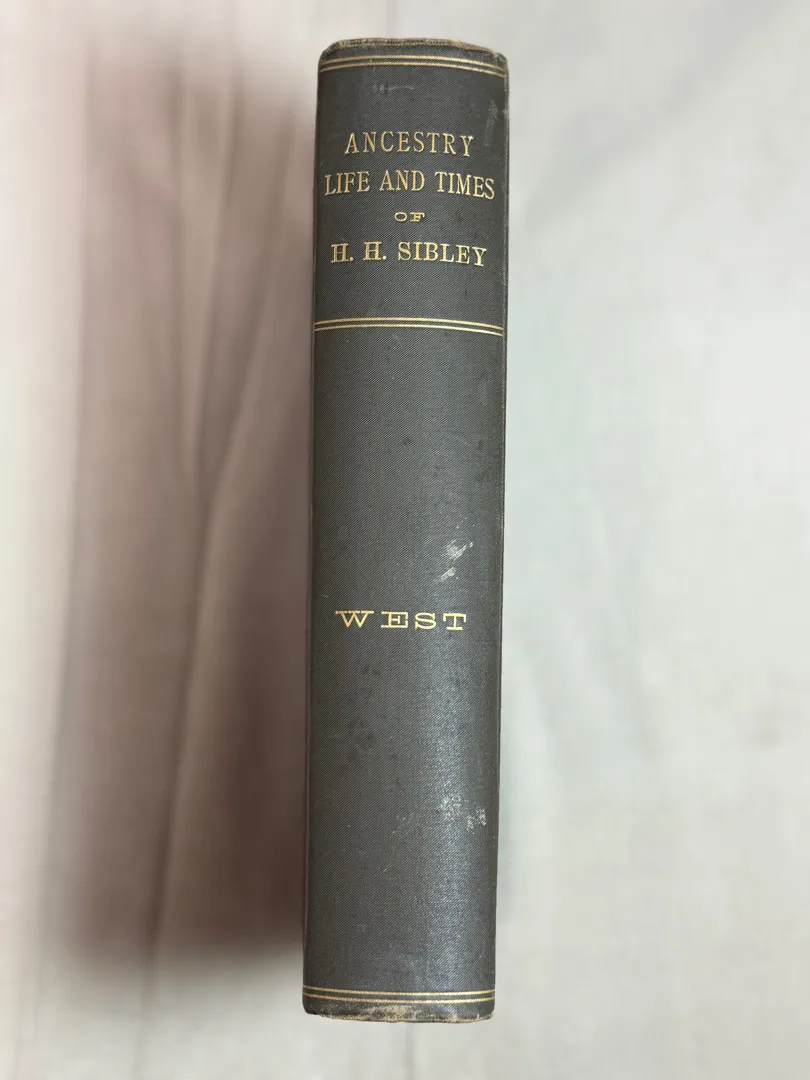 ANCESTRY
LIFE AND TIMES
OF
H. H. SIBLEY
WEST